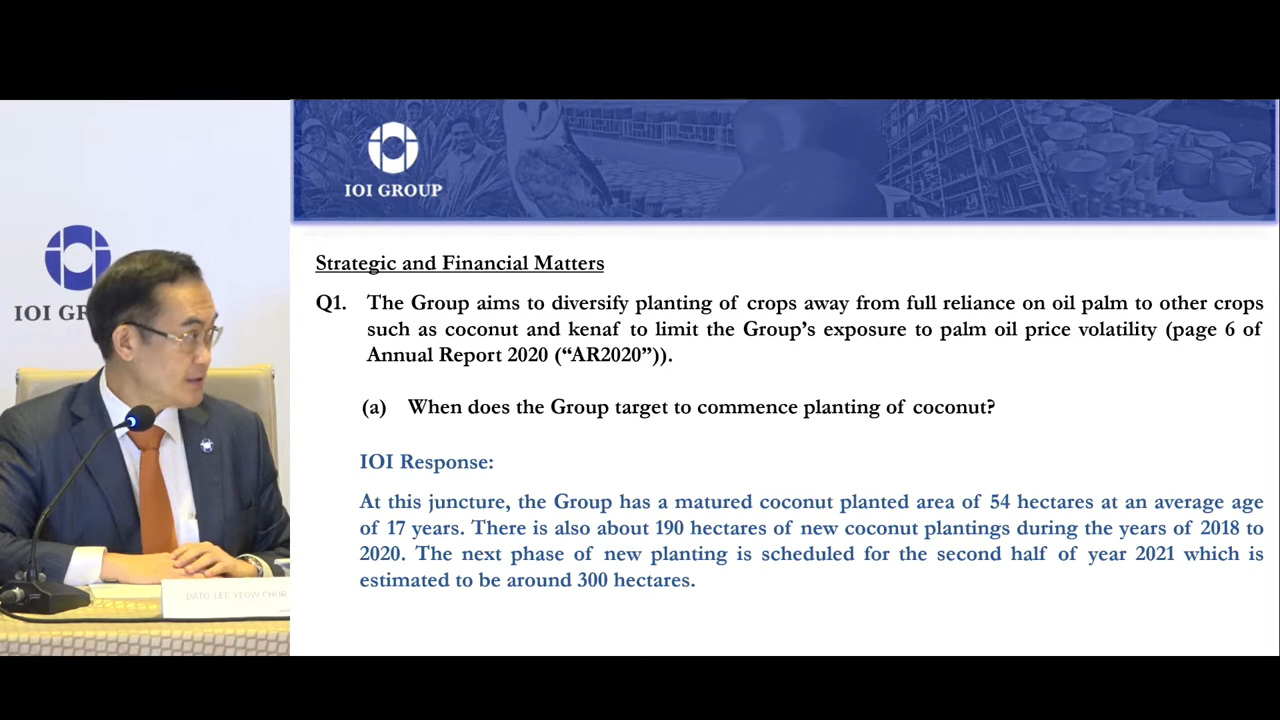 IOI GROUP
IOI GR
DATO' LEE YEOW CHOR
Strategic and Financial Matters
Q1. The Group aims to diversify planting of crops away from full reliance on oil palm to other crops
such as coconut and kenaf to limit the Group's exposure to palm oil price volatility (page 6 of
Annual Report 2020 (“AR2020”)).
(a) When does the Group target to commence planting of coconut?
IOI Response:
At this juncture, the Group has a matured coconut planted area of 54 hectares at an average age
of 17 years. There is also about 190 hectares of new coconut plantings during the years of 2018 to
2020. The next phase of new planting is scheduled for the second half of year 2021 which is
estimated to be around 300 hectares.